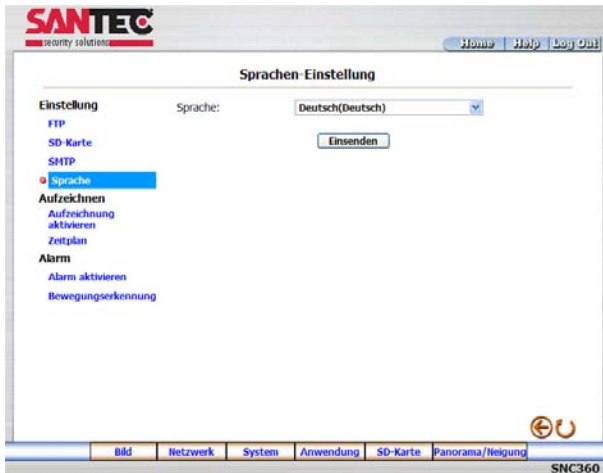 SANTEC
security solutions
Home Help Log Out
Sprachen-Einstellung
Einstellung
FTP
SD-Karte
SMTP
Sprache
Aufzeichnen
Aufzeichnung
aktivieren
Zeitplan
Alarm
Alarm aktivieren
Bewegungserkennung
Sprache: Deutsch(Deutsch)
Einsenden
Bild Netzwerk System Anwendung SD-Karte Panorama/Neigung
SNC360